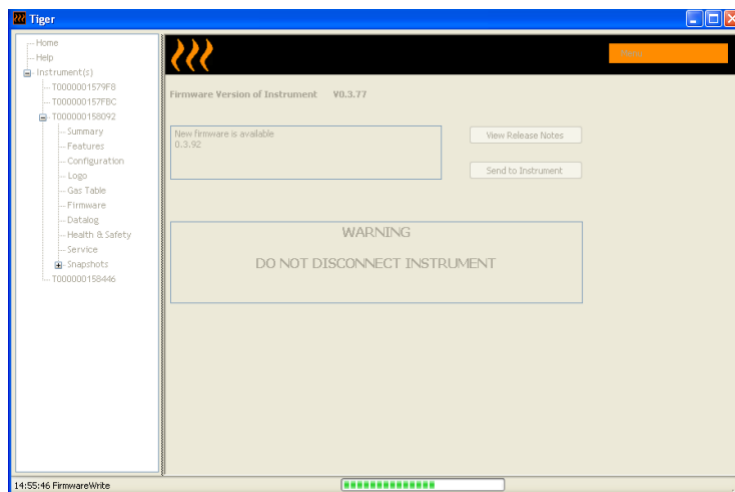 Tiger
Home
Help
Instrument(s)
T0000001579F8
T000000157FBC
T000000158092
Summary
Features
Configuration
Logo
Gas Table
Firmware
Datalog
Health & Safety
Service
Snapshots
T000000158446
Firmware Version of Instrument V0.3.77
New firmware is available
0.3.92
View Release Notes
Send to Instrument
WARNING
DO NOT DISCONNECT INSTRUMENT
14:55:46 FirmwareWrite